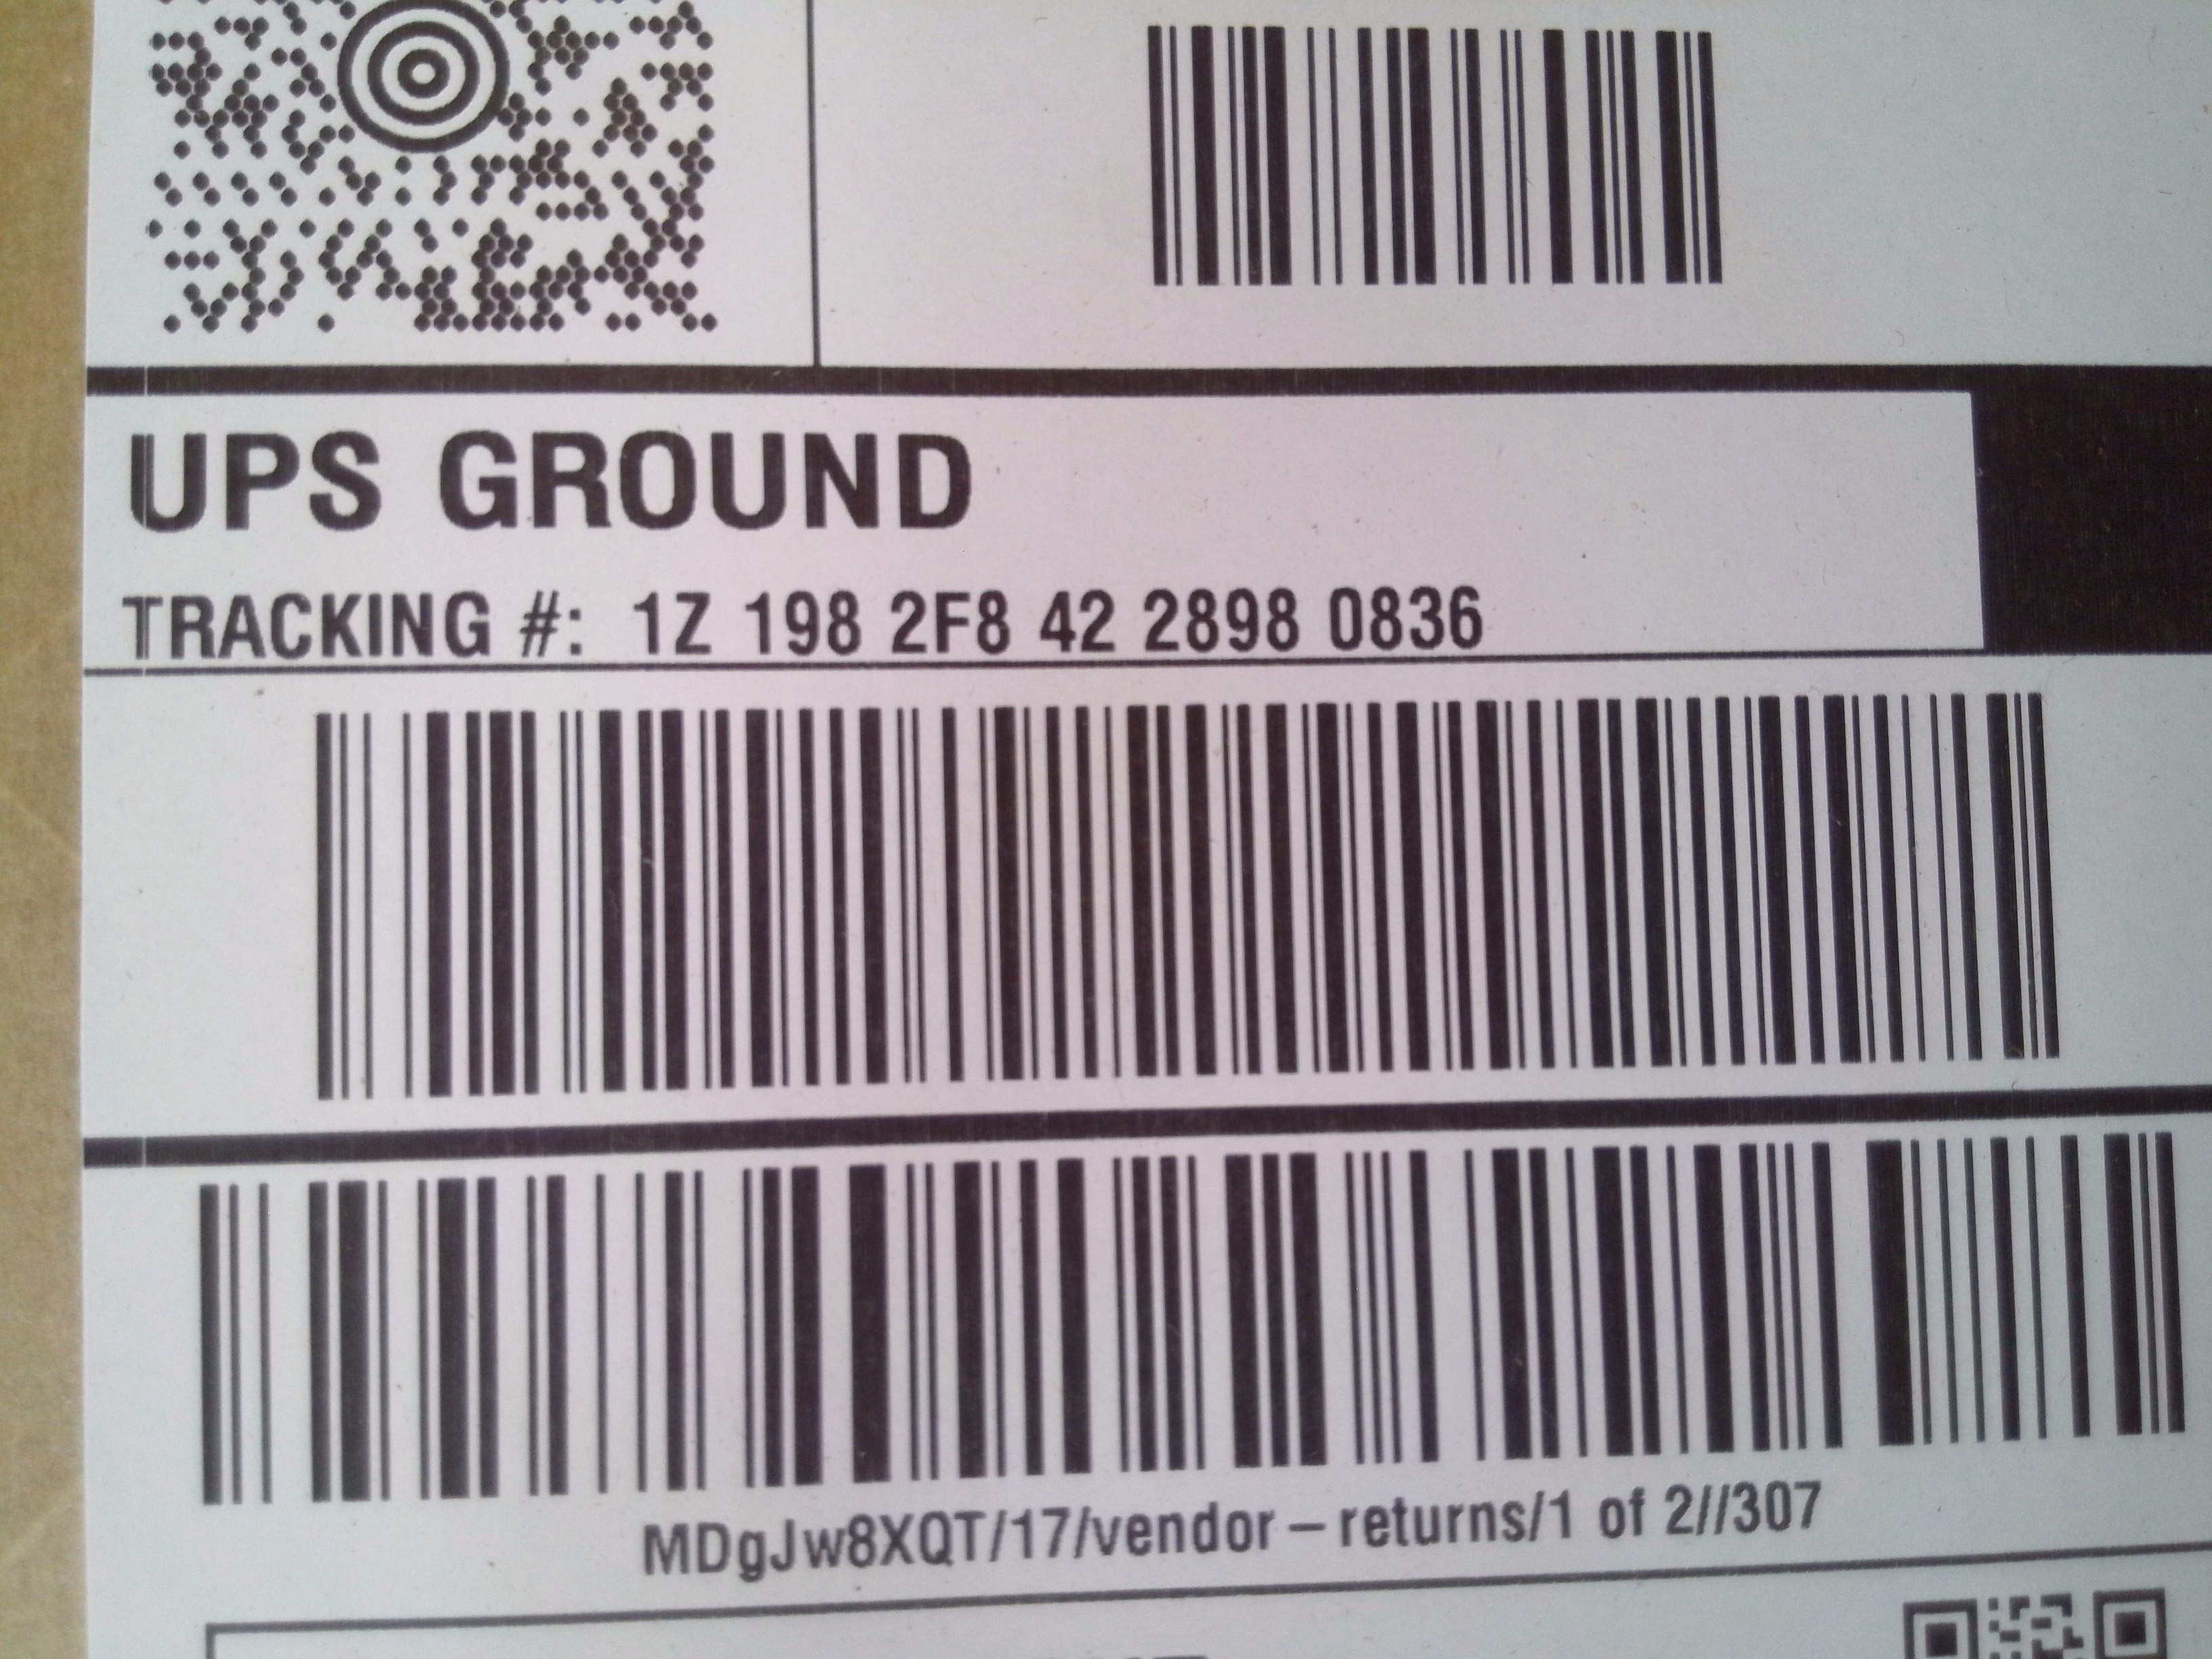 UPS GROUND
TRACKING #: 1Z 198 2F8 42 2898 0836
MDgJw8XQT/17/vendor-returns/1 of 2//307